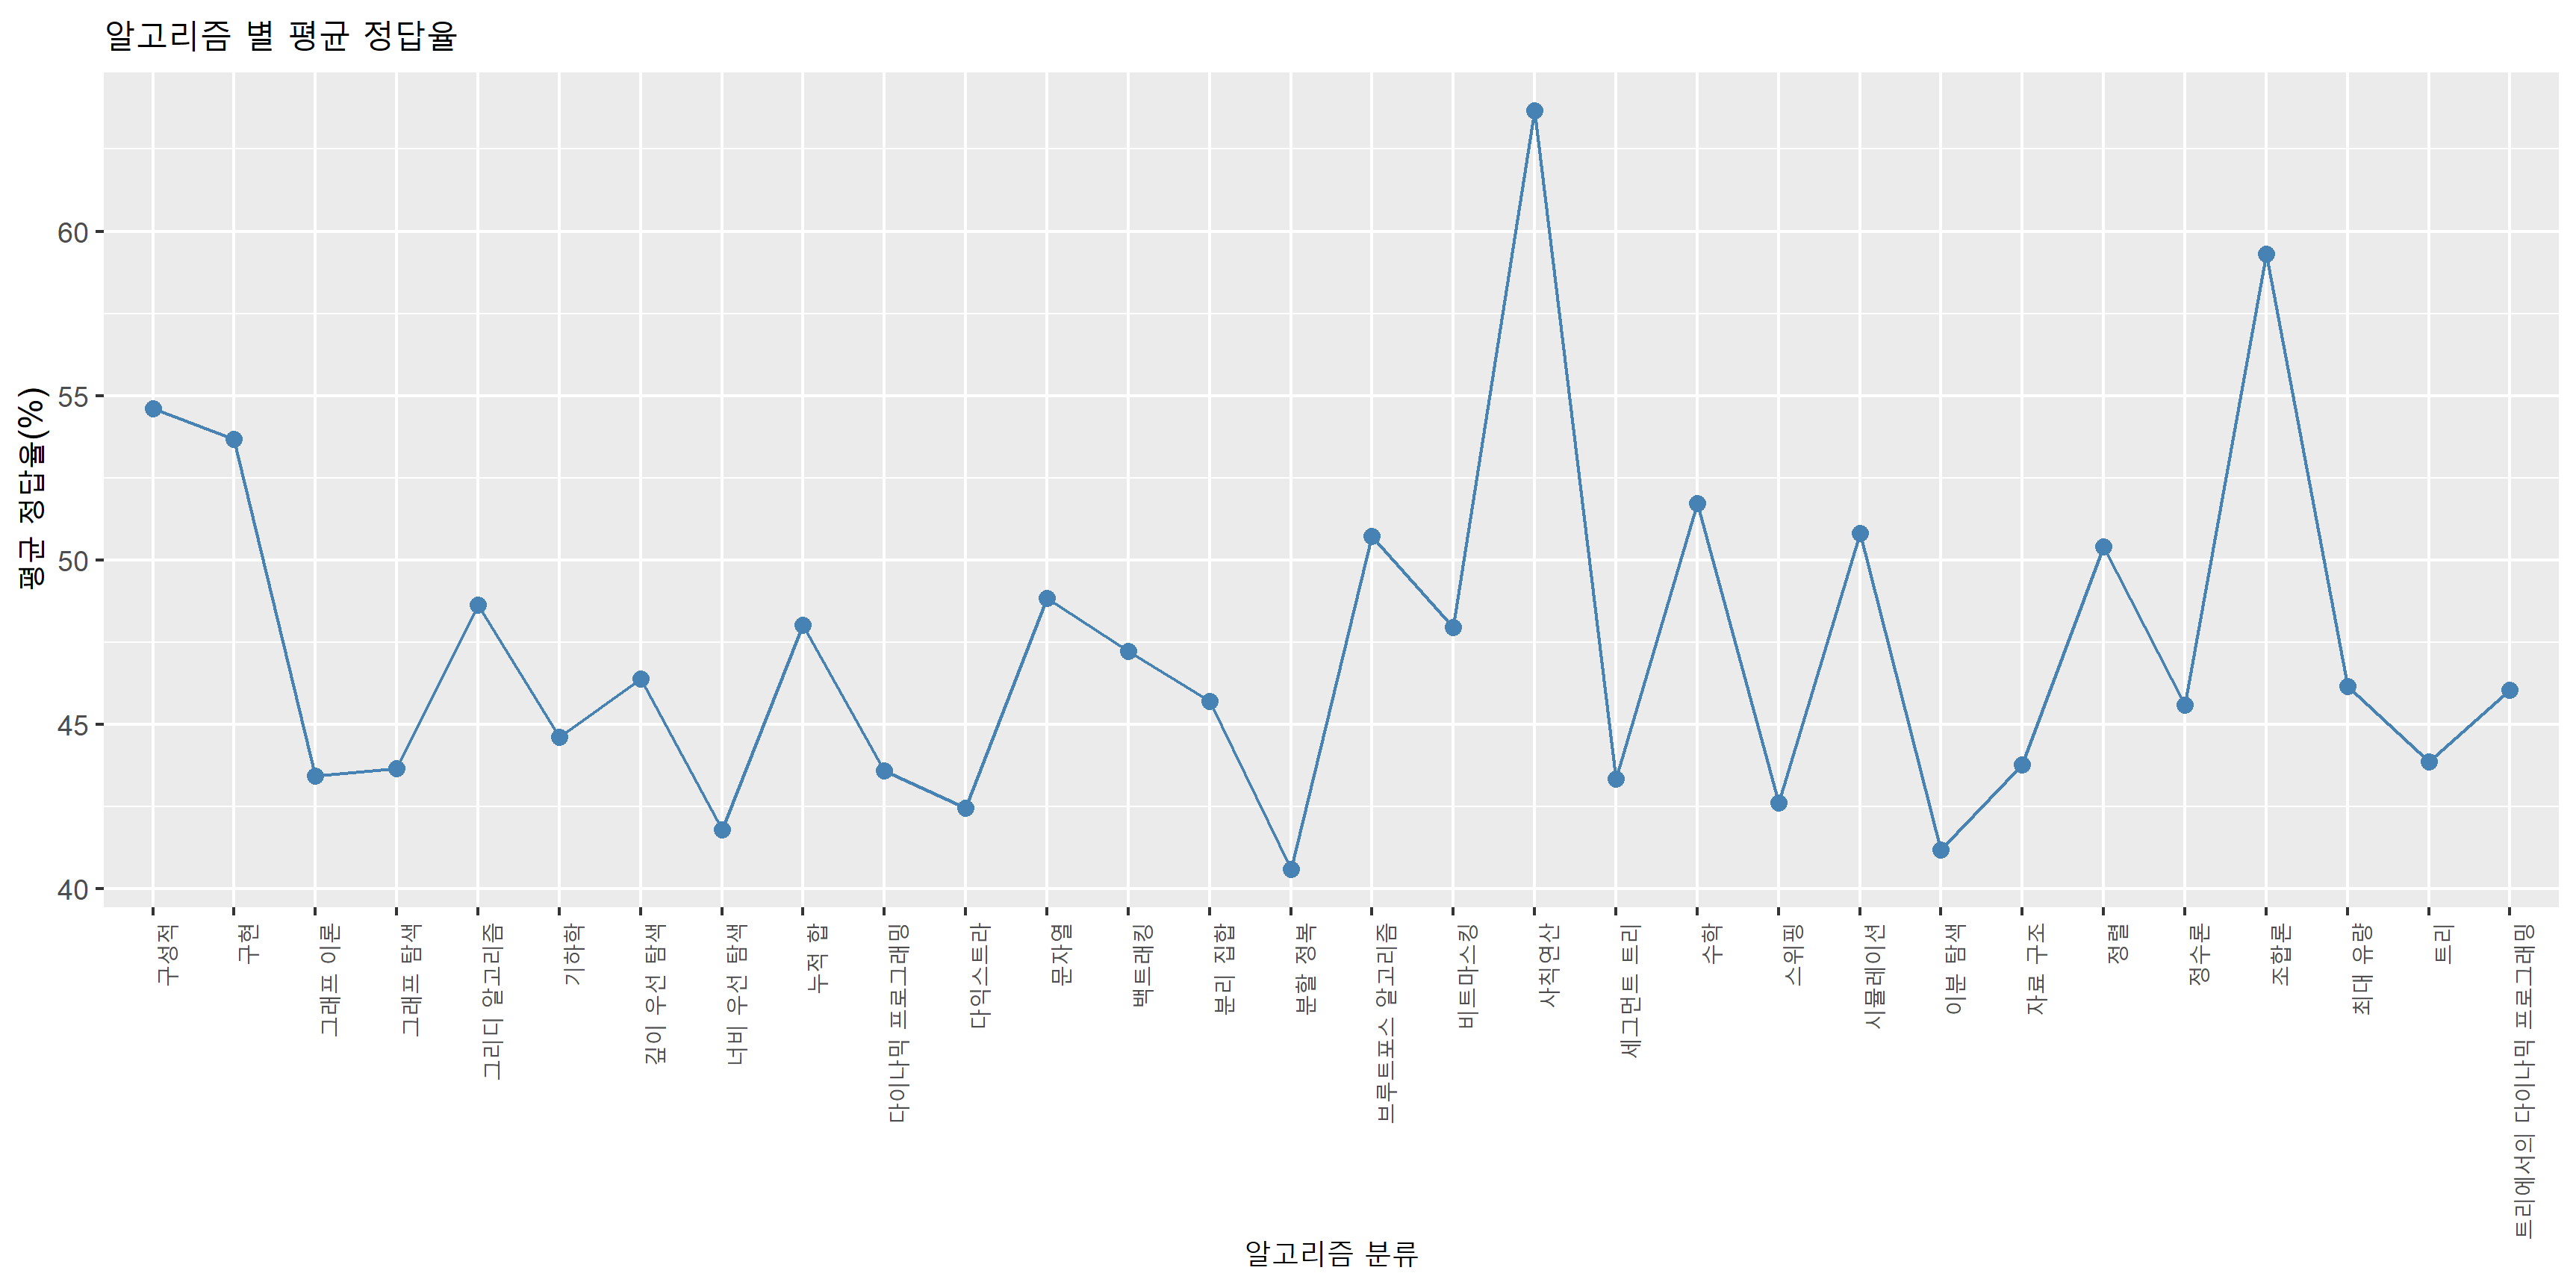 알고리즘 별 평균 정답율
평균 정답율(%)
60
55
50
45
40
구성적
구현
그래프 이론
그래프 탐색
그리디 알고리즘
기하학
깊이 우선 탐색
너비 우선 탐색
누적 합
다이나믹 프로그래밍
다익스트라
문자열
백트래킹
분리 집합
분할 정복
브루트포스 알고리즘
비트마스킹
사칙연산
세그먼트 트리
수학
스위핑
시뮬레이션
이분 탐색
자료 구조
정렬
정수론
조합론
최대 유량
트리
트리에서의 다이나믹 프로그래밍
알고리즘 분류